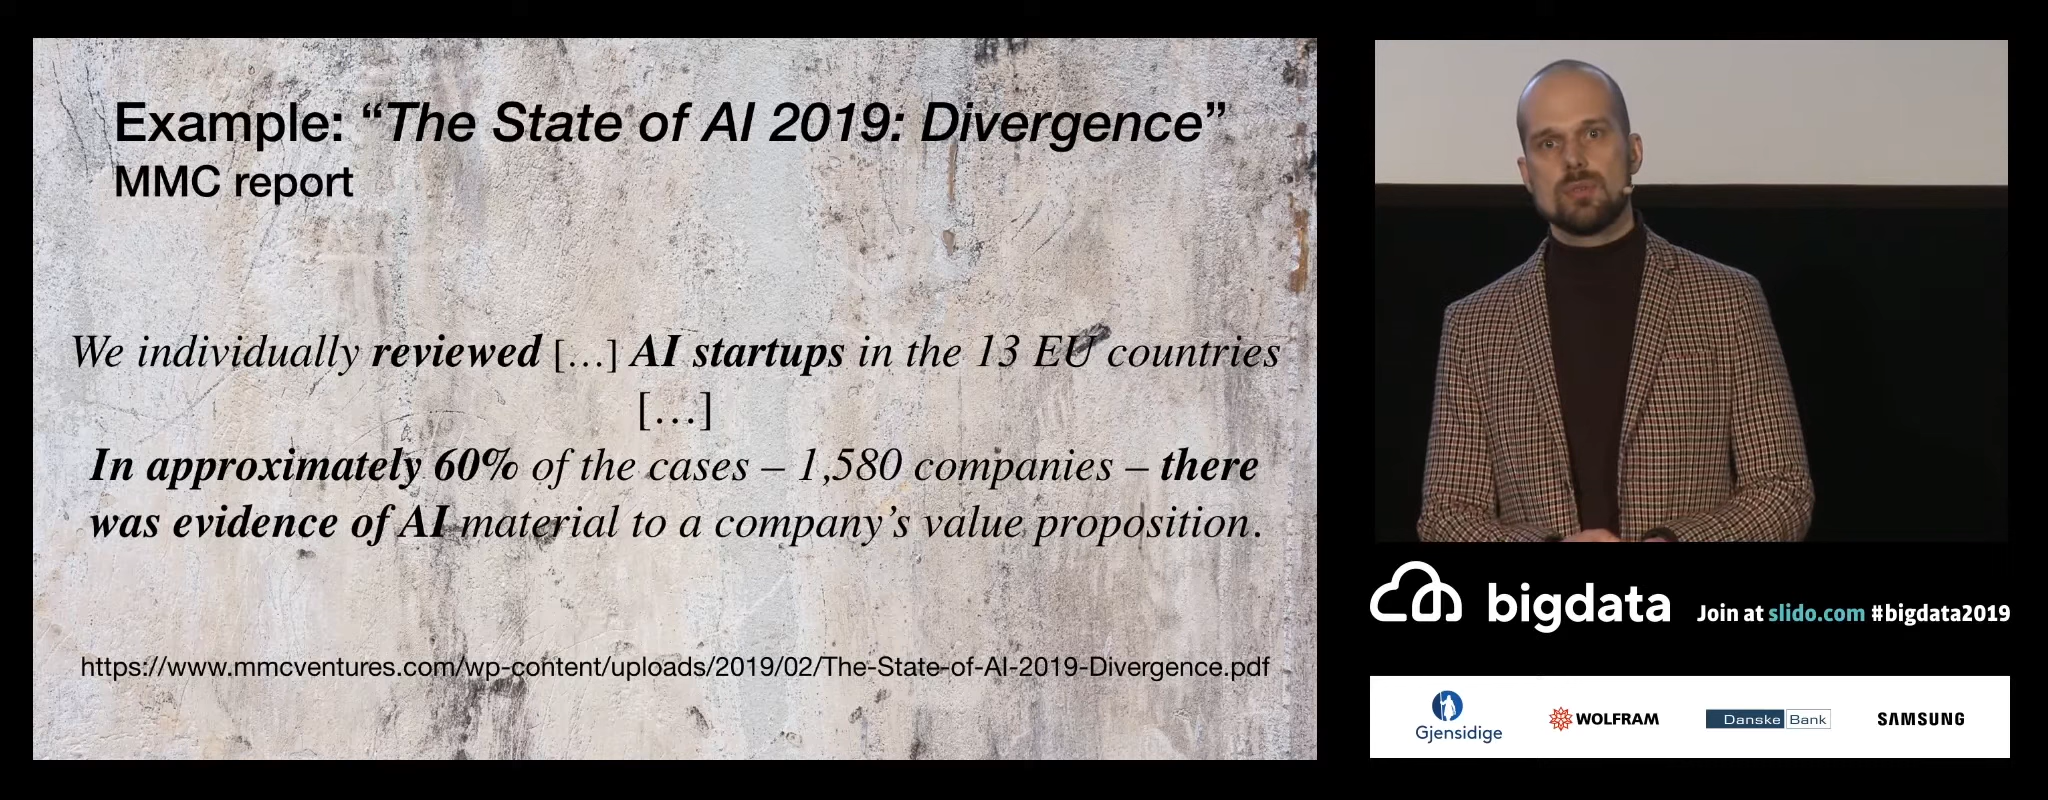 Example: “The State of AI 2019: Divergence”
MMC report
We individually reviewed […] AI startups in the 13 EU countries
[…]
In approximately 60% of the cases – 1,580 companies – there
was evidence of AI material to a company’s value proposition.
https://www.mmcventures.com/wp-content/uploads/2019/02/The-State-of-AI-2019-Divergence.pdf
bigdata
Join at slido.com #bigdata2019
Gjensidige
WOLFRAM
Danske Bank
SAMSUNG